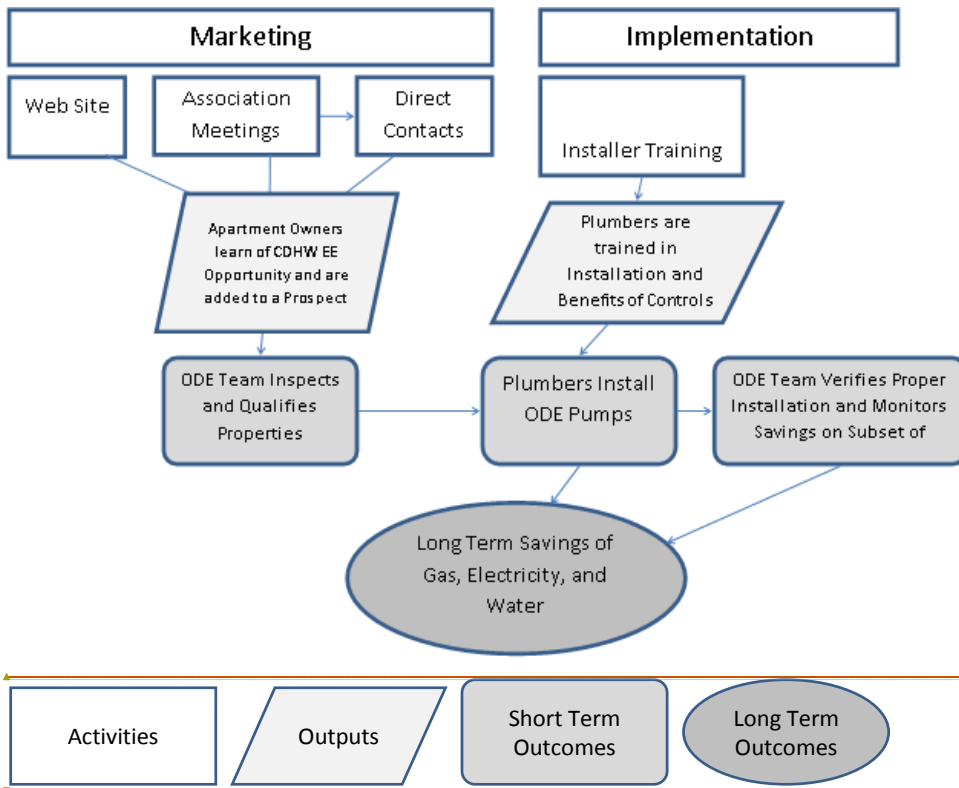 Marketing
Implementation
Web Site
Association
Meetings
Direct
Contacts
Installer Training
Apartment Owners
learn of CDHW EE
Opportunity and are
added to a Prospect
Plumbers are
trained in
Installation and
Benefits of Controls
ODE Team Inspects
and Qualifies
Properties
Plumbers Install
ODE Pumps
ODE Team Verifies Proper
Installation and Monitors
Savings on Subset of
Long Term Savings of
Gas, Electricity, and
Water
Activities
Outputs
Short Term
Outcomes
Long Term
Outcomes